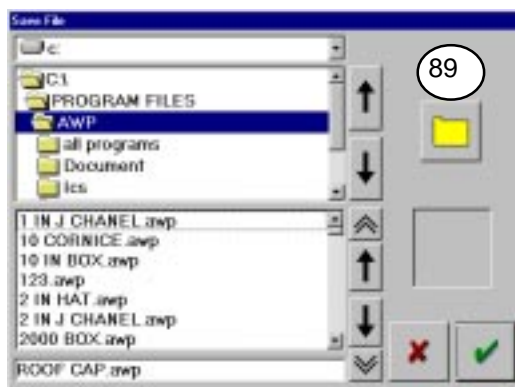 Save File
c:
C:\
PROGRAM FILES
AWP
all programs
Document
lcs
1 IN J CHANEL.awp
10 CORNICE.awp
10 IN BOX.awp
123.awp
2 IN HAT.awp
2 IN J CHANEL.awp
2000 BOX.awp
ROOF CAP.awp
89